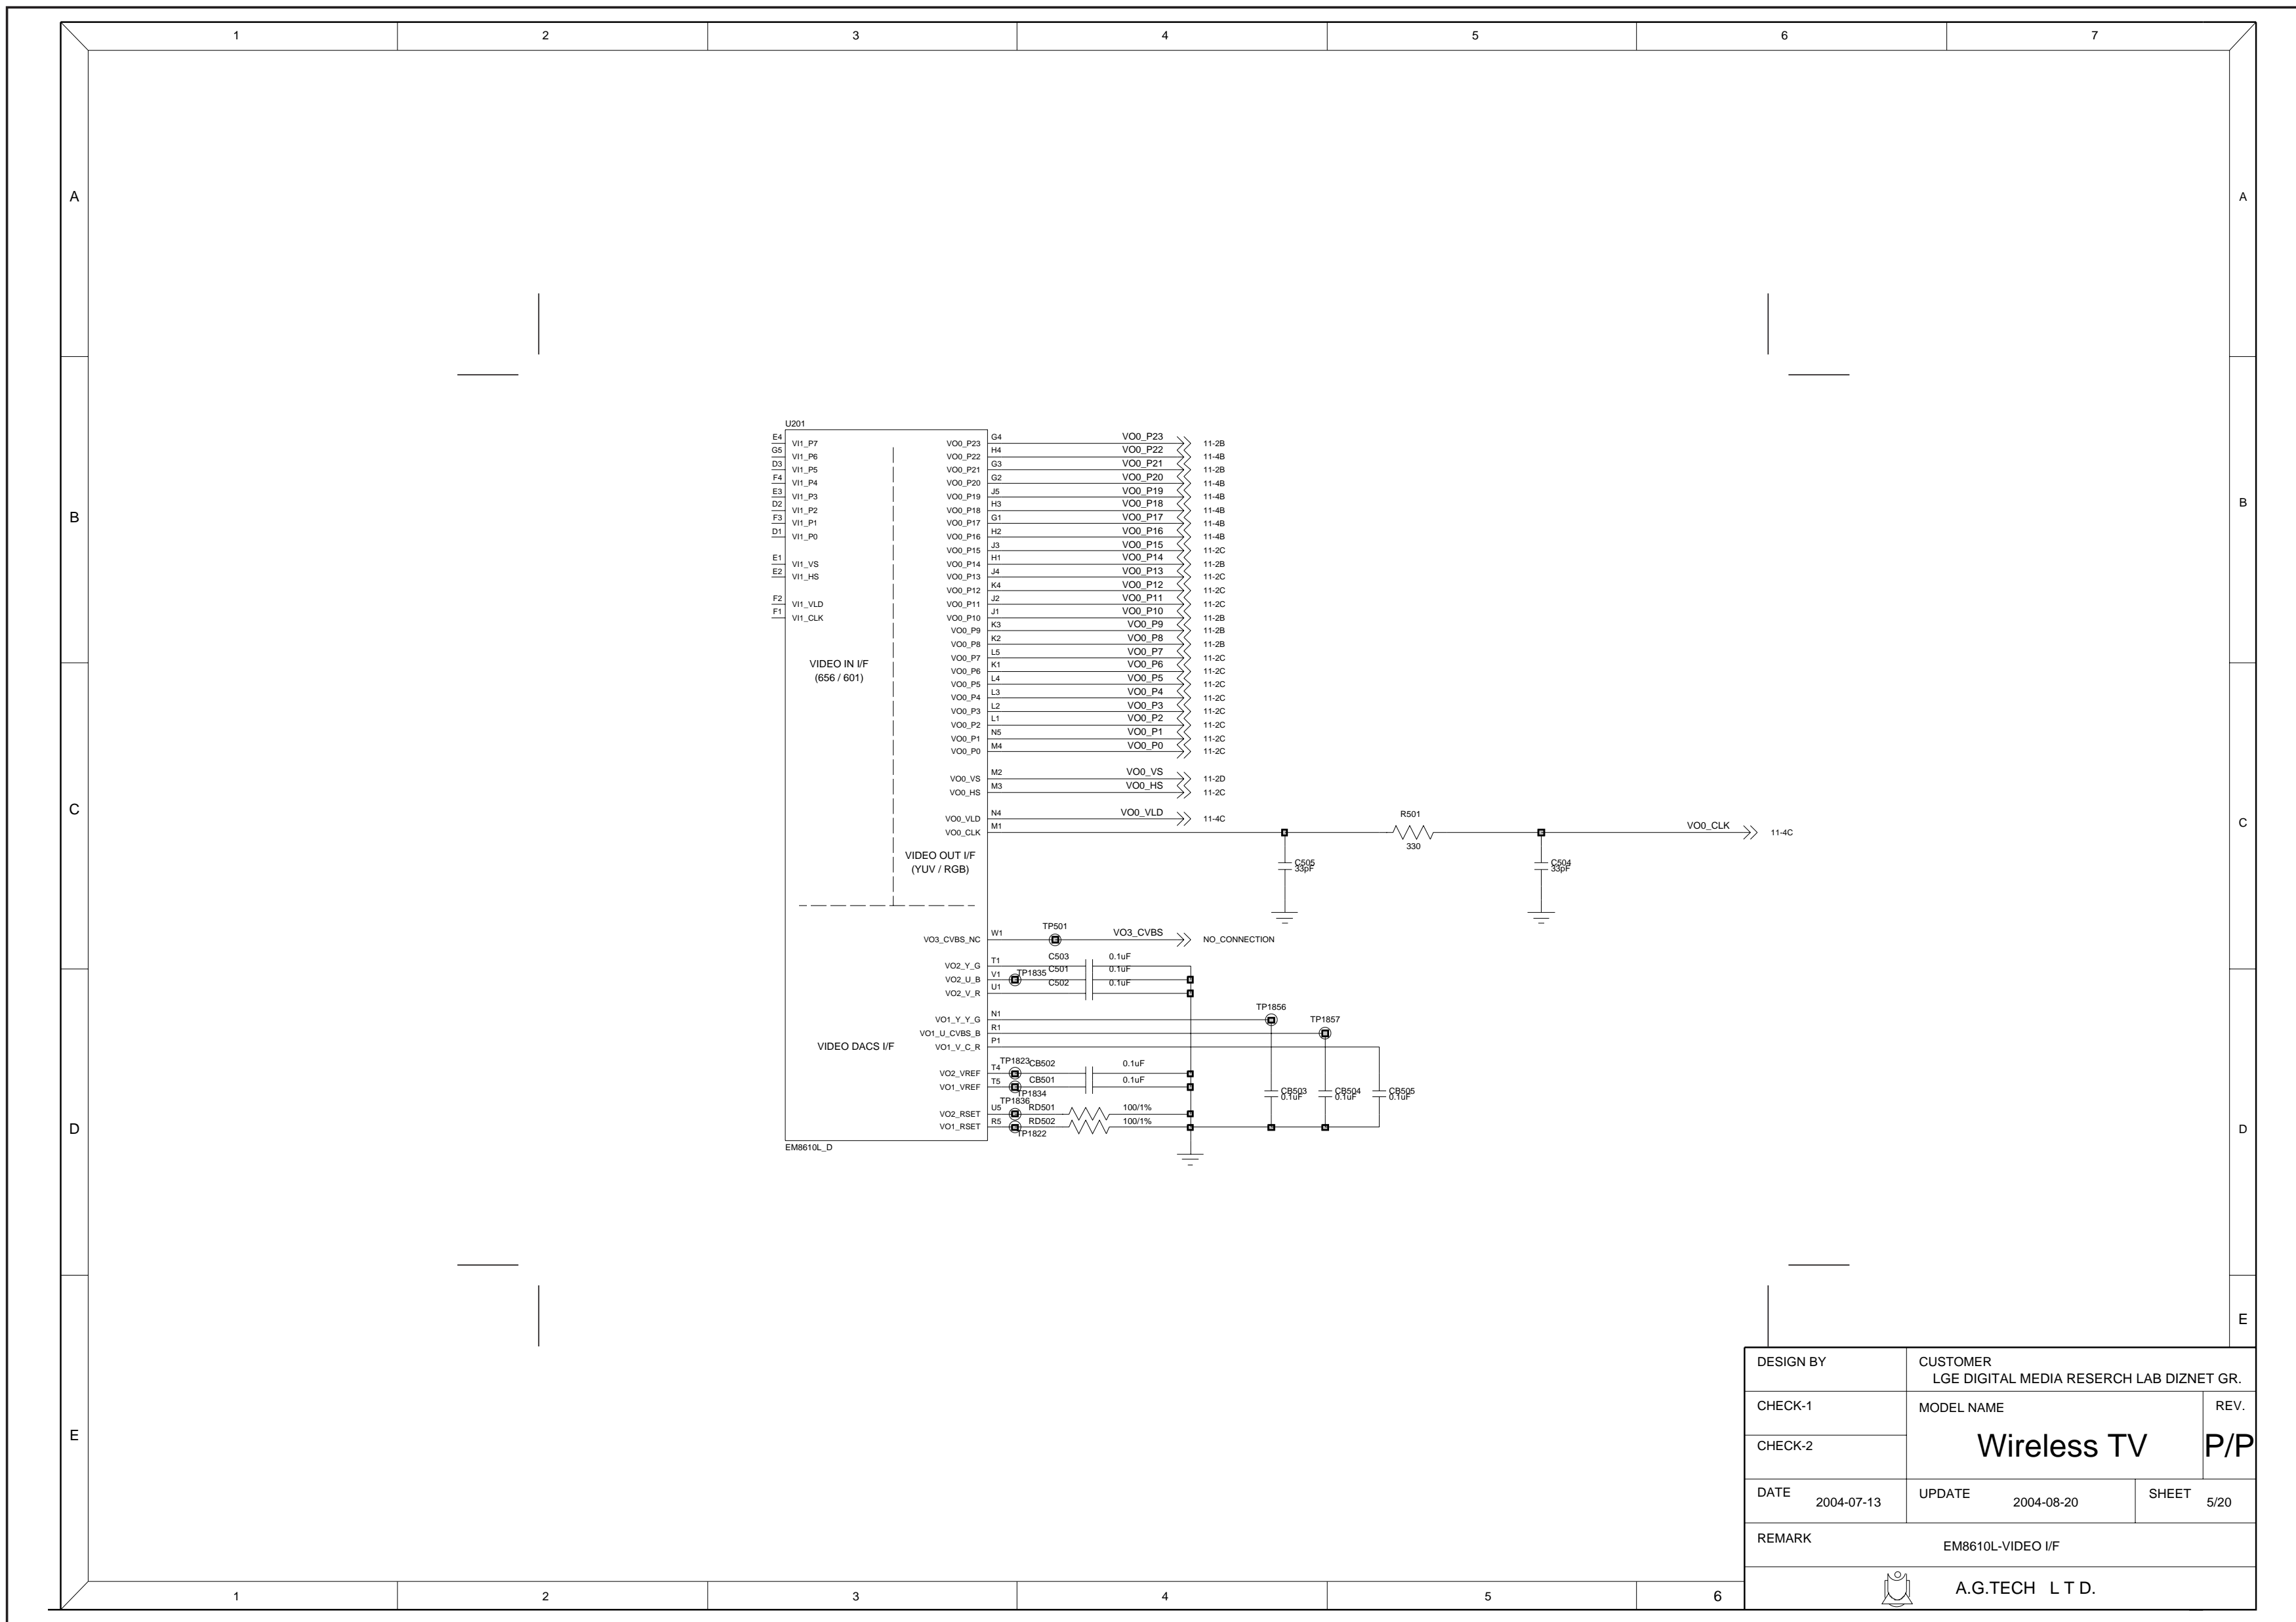 1 2 3 4 5 6 7
A A
U201
E4 VI1_P7 VO0_P23 G4 VO0_P23 11-2B
G5 VI1_P6 VO0_P22 H4 VO0_P22 11-4B
D3 VI1_P5 VO0_P21 G3 VO0_P21 11-2B
F4 VI1_P4 VO0_P20 G2 VO0_P20 11-4B
E3 VI1_P3 VO0_P19 J5 VO0_P19 11-4B
D2 VI1_P2 VO0_P18 H3 VO0_P18 11-4B
B F3 VI1_P1 VO0_P17 G1 VO0_P17 11-4B B
D1 VI1_P0 VO0_P16 H2 VO0_P16 11-4B
VO0_P15 J3 VO0_P15 11-2C
E1 VI1_VS VO0_P14 H1 VO0_P14 11-2B
E2 VI1_HS VO0_P13 J4 VO0_P13 11-2C
VO0_P12 K4 VO0_P12 11-2C
F2 VI1_VLD VO0_P11 J2 VO0_P11 11-2C
F1 VI1_CLK VO0_P10 J1 VO0_P10 11-2B
VO0_P9 K3 VO0_P9 11-2B
VO0_P8 K2 VO0_P8 11-2B
VIDEO IN I/F VO0_P7 L5 VO0_P7 11-2C
(656 / 601) VO0_P6 K1 VO0_P6 11-2C
VO0_P5 L4 VO0_P5 11-2C
VO0_P4 L3 VO0_P4 11-2C
VO0_P3 L2 VO0_P3 11-2C
VO0_P2 L1 VO0_P2 11-2C
VO0_P1 N5 VO0_P1 11-2C
VO0_P0 M4 VO0_P0 11-2C
VO0_VS M2 VO0_VS 11-2D
VO0_HS M3 VO0_HS 11-2C
C C
VO0_VLD N4 VO0_VLD 11-4C
VO0_CLK M1 R501 330 VO0_CLK 11-4C
VIDEO OUT I/F
(YUV / RGB)
C505 33pF C504 33pF
VO3_CVBS_NC W1 TP501 VO3_CVBS NO_CONNECTION
VO2_Y_G T1 C503 0.1uF
VO2_U_B V1 TP1835 C501 0.1uF
VO2_V_R U1 C502 0.1uF
VO1_Y_Y_G N1 TP1856
VO1_U_CVBS_B R1 TP1857
VIDEO DACS I/F VO1_V_C_R P1
VO2_VREF T4 TP1823 CB502 0.1uF
VO1_VREF T5 TP1834 CB501 0.1uF
CB503 0.1uF CB504 0.1uF CB505 0.1uF
VO2_RSET U5 TP1836 RD501 100/1%
VO1_RSET R5 TP1822 RD502 100/1%
D D
EM8610L_D
E
DESIGN BY
CUSTOMER
LGE DIGITAL MEDIA RESERCH LAB DIZNET GR.
CHECK-1
MODEL NAME
REV.
E
CHECK-2
Wireless TV
P/P
DATE 2004-07-13
UPDATE 2004-08-20
SHEET 5/20
REMARK
EM8610L-VIDEO I/F
A.G.TECH L T D.
1 2 3 4 5 6